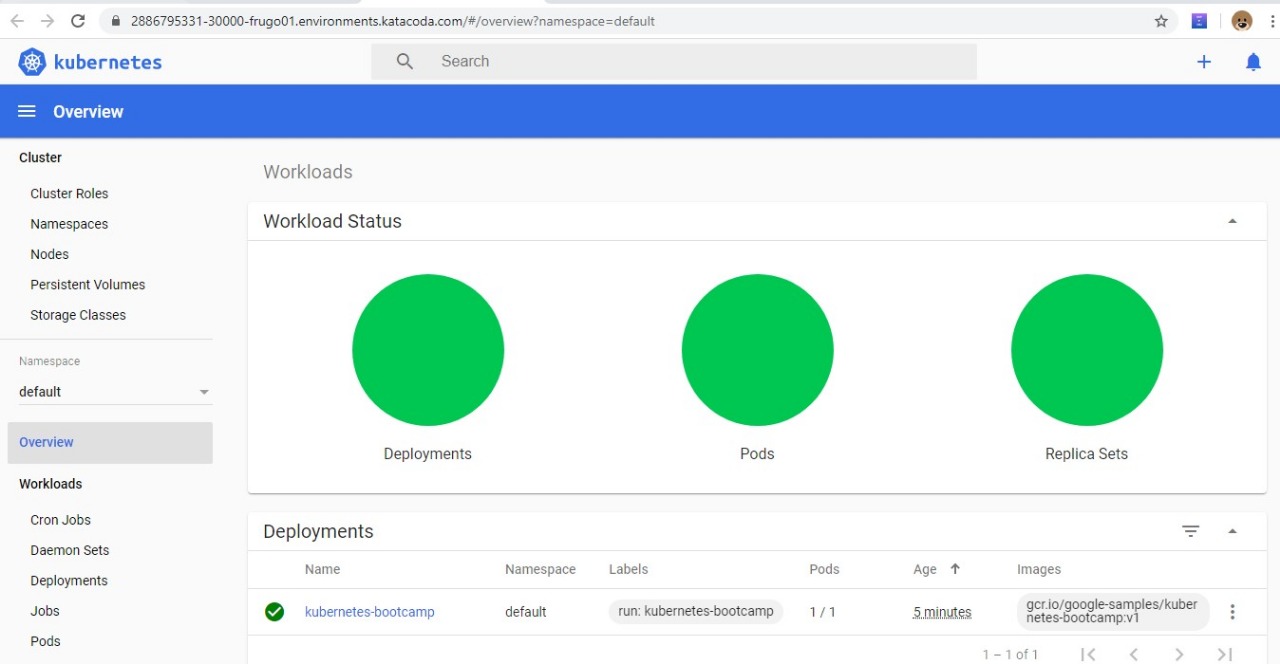 2886795331-30000-frugo01.environments.katacoda.com/#/overview?namespace=default
kubernetes
Search
Overview
Cluster
Cluster Roles
Namespaces
Nodes
Persistent Volumes
Storage Classes
Namespace
default
Overview
Workloads
Cron Jobs
Daemon Sets
Deployments
Jobs
Pods
Workloads
Workload Status
Deployments Pods Replica Sets
Deployments
Name Namespace Labels Pods Age Images
kubernetes-bootcamp default run: kubernetes-bootcamp 1 / 1 5 minutes gcr.io/google-samples/kuber
netes-bootcamp:v1
1 – 1 of 1